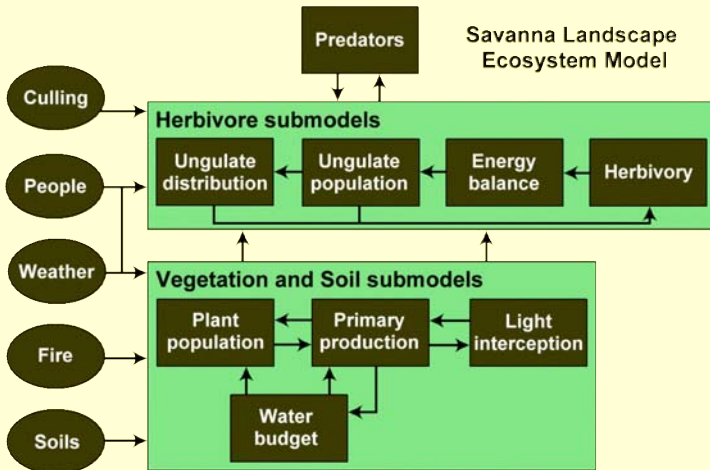 Savanna Landscape
Ecosystem Model
Predators
Culling
People
Weather
Fire
Soils
Herbivore submodels
Ungulate
distribution
Ungulate
population
Energy
balance
Herbivory
Vegetation and Soil submodels
Plant
population
Primary
production
Light
interception
Water
budget